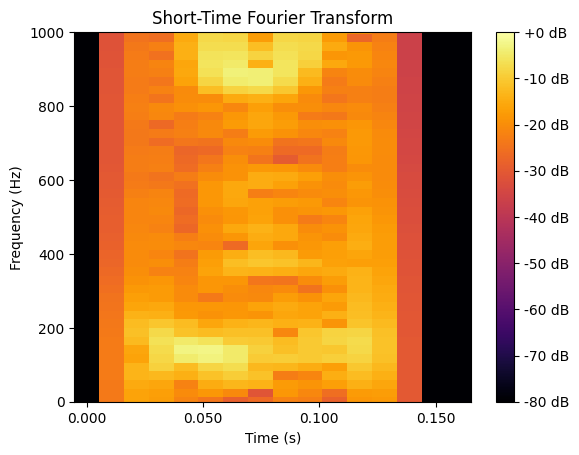 Short-Time Fourier Transform
1000
800
600
400
200
0
Frequency (Hz)
0.000
0.050
0.100
0.150
Time (s)
+0 dB
-10 dB
-20 dB
-30 dB
-40 dB
-50 dB
-60 dB
-70 dB
-80 dB